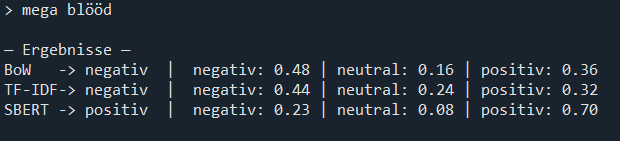 > mega blööd
— Ergebnisse —
BoW   -> negativ  |  negativ: 0.48 | neutral: 0.16 | positiv: 0.36
TF-IDF-> negativ  |  negativ: 0.44 | neutral: 0.24 | positiv: 0.32
SBERT -> positiv  |  negativ: 0.23 | neutral: 0.08 | positiv: 0.70